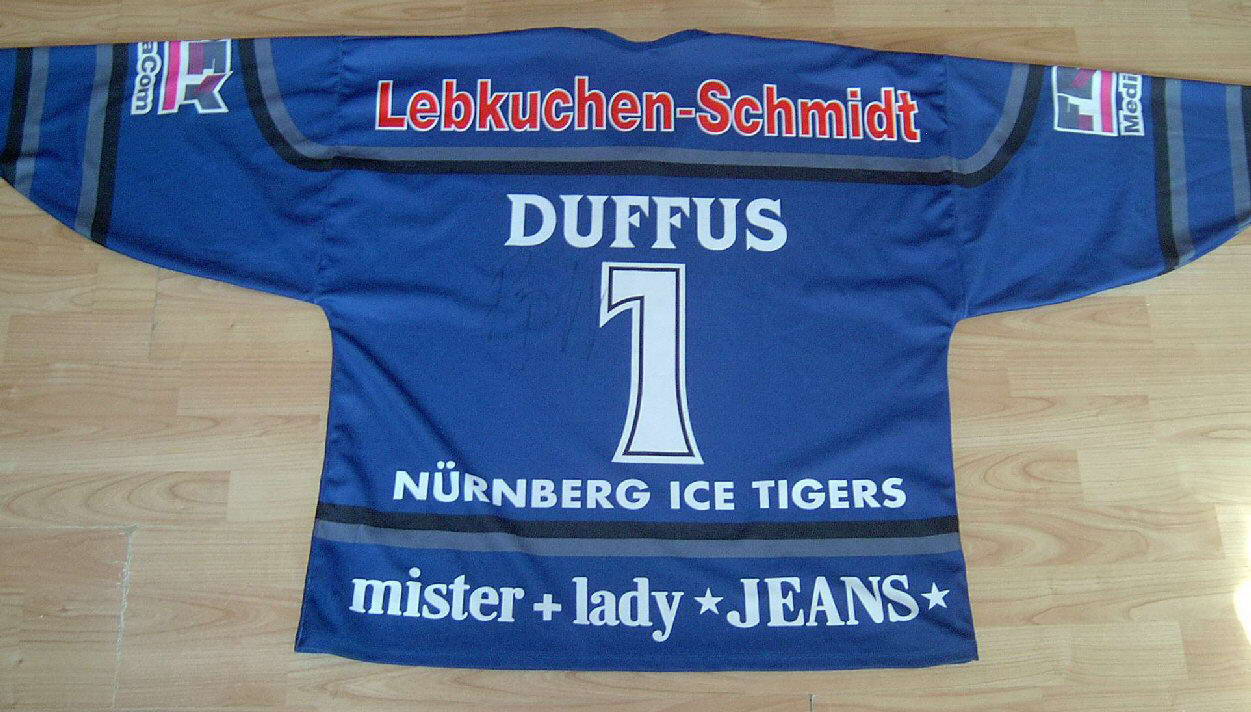 Lebkuchen-Schmidt
DUFFUS
1
NÜRNBERG ICE TIGERS
mister + lady ★ JEANS ★